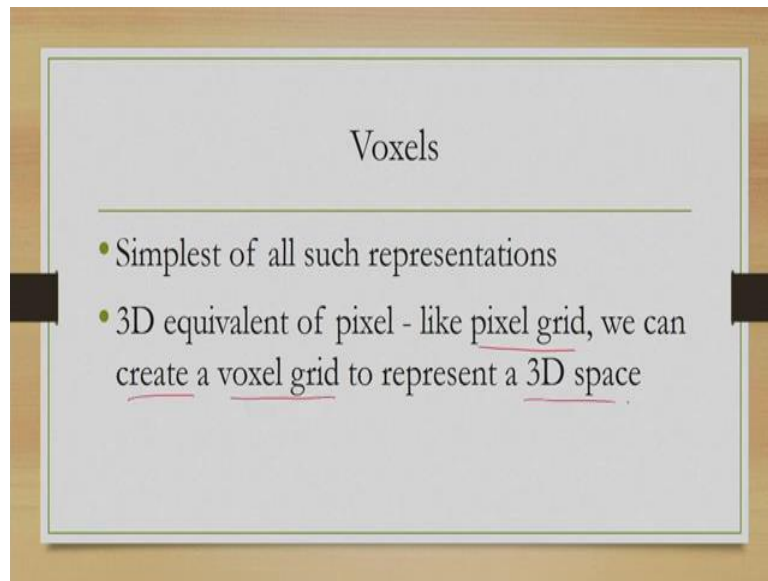 Voxels
• Simplest of all such representations
• 3D equivalent of pixel - like pixel grid, we can
create a voxel grid to represent a 3D space